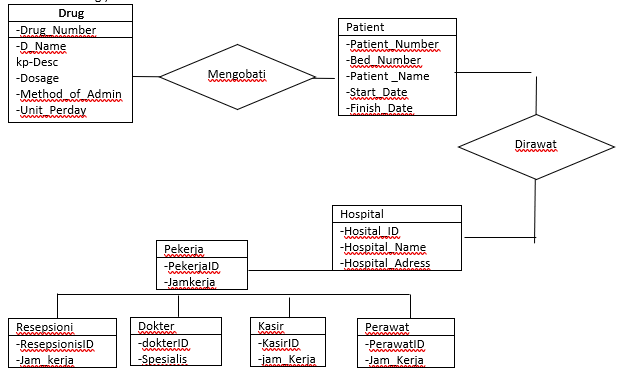 Drug
-Drug_Number
-D_Name
kp-Desc
-Dosage
-Method_of_Admin
-Unit_Perday
Mengobati
Patient
-Patient_Number
-Bed_Number
-Patient _Name
-Start_Date
-Finish_Date
Dirawat
Hospital
-Hosital_ID
-Hospital_Name
-Hospital_Adress
Pekerja
-PekerjaID
-Jamkerja
Resepsioni
-ResepsionisID
-Jam_kerja
Dokter
-dokterID
-Spesialis
Kasir
-KasirID
-jam_Kerja
Perawat
-PerawatID
-Jam_Kerja